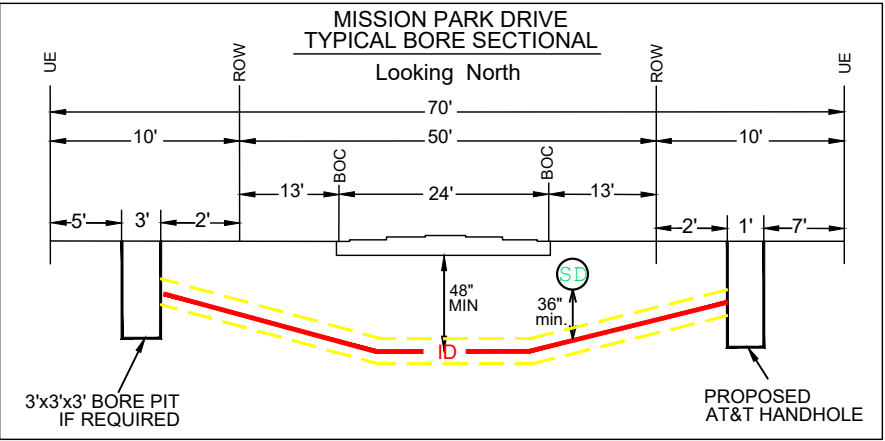 MISSION PARK DRIVE
TYPICAL BORE SECTIONAL
Looking North
UE
ROW
ROW
UE
70'
10'
50'
10'
BOC
BOC
13'
24'
13'
5'
3'
2'
2'
1'
7'
SD
48"
MIN
36"
min.
ID
3'x3'x3' BORE PIT
IF REQUIRED
PROPOSED
AT&T HANDHOLE